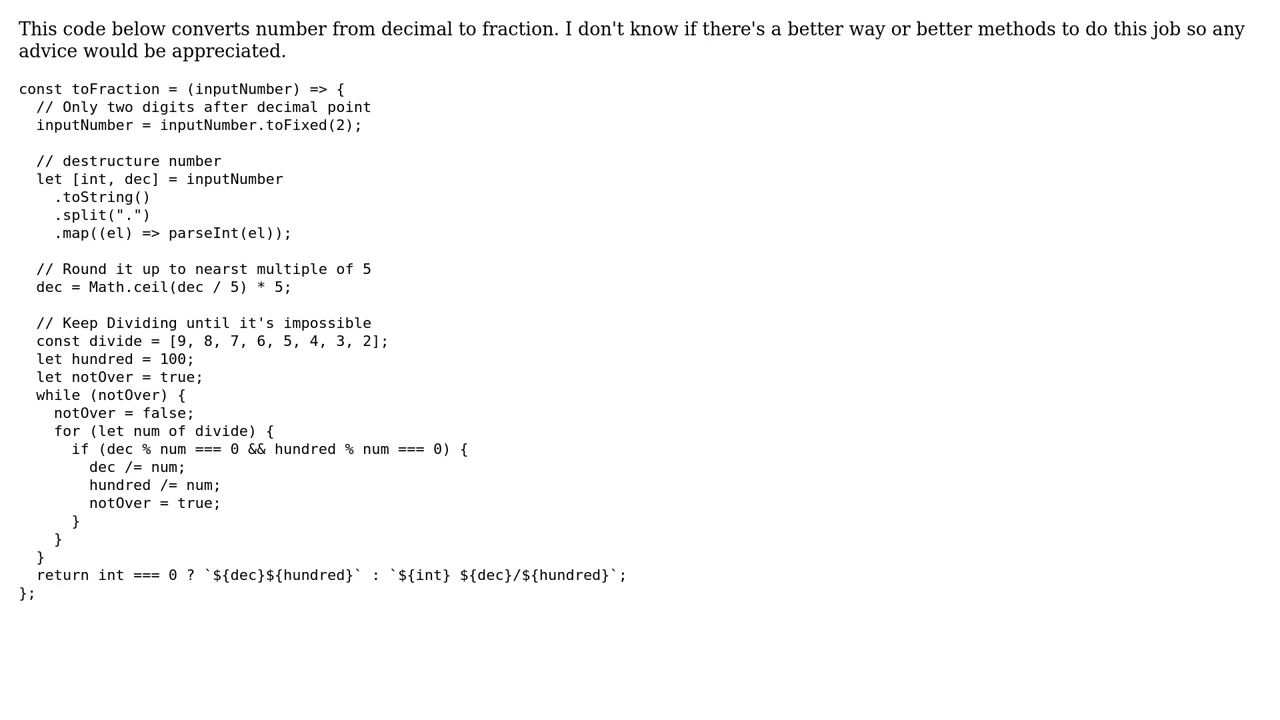 This code below converts number from decimal to fraction. I don't know if there's a better way or better methods to do this job so any
advice would be appreciated.
const toFraction = (inputNumber) => {
  // Only two digits after decimal point
  inputNumber = inputNumber.toFixed(2);

  // destructure number
  let [int, dec] = inputNumber
    .toString()
    .split(".")
    .map((el) => parseInt(el));

  // Round it up to nearst multiple of 5
  dec = Math.ceil(dec / 5) * 5;

  // Keep Dividing until it's impossible
  const divide = [9, 8, 7, 6, 5, 4, 3, 2];
  let hundred = 100;
  let notOver = true;
  while (notOver) {
    notOver = false;
    for (let num of divide) {
      if (dec % num === 0 && hundred % num === 0) {
        dec /= num;
        hundred /= num;
        notOver = true;
      }
    }
  }
  return int === 0 ? `${dec}${hundred}` : `${int} ${dec}/${hundred}`;
};